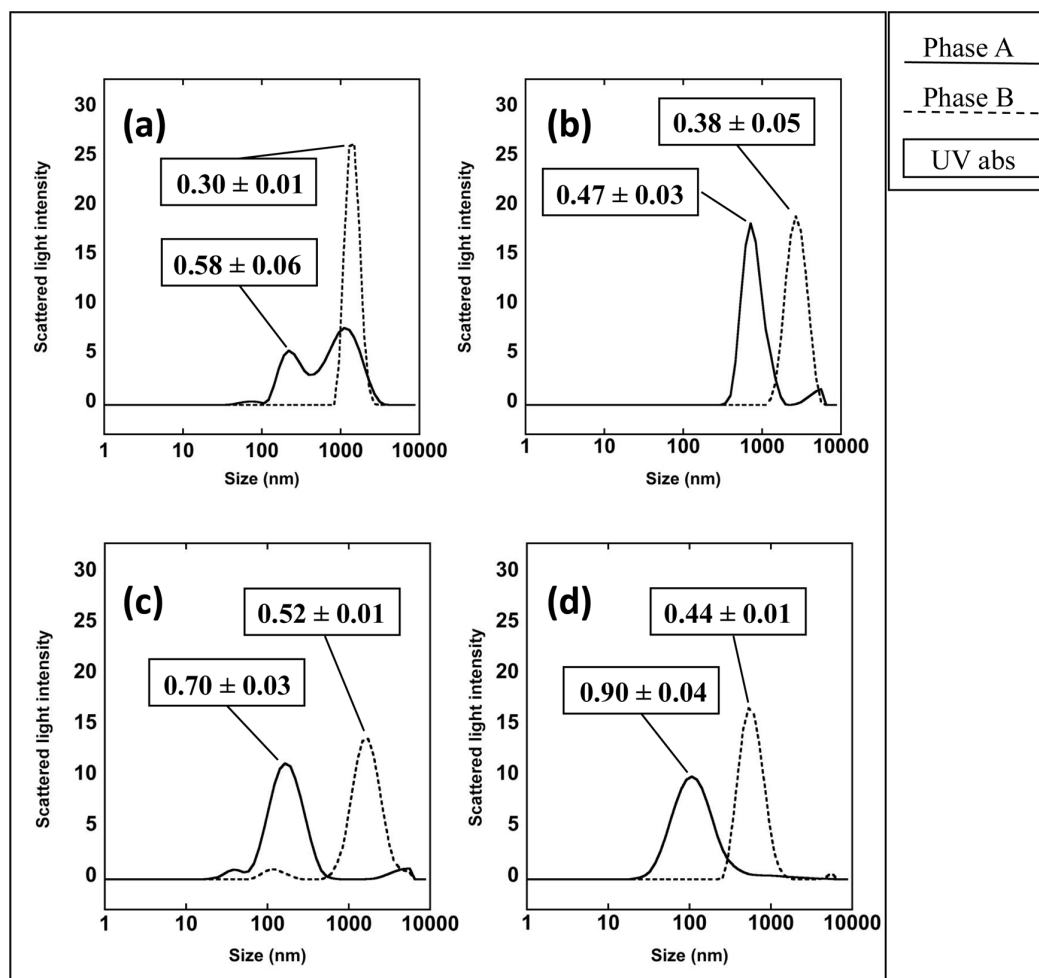 Phase A
Phase B
UV abs
(a)
30
25
20
15
10
5
0
0.30 ± 0.01
0.58 ± 0.06
Scattered light intensity
1 10 100 1000 10000
Size (nm)
(b)
30
25
20
15
10
5
0
0.38 ± 0.05
0.47 ± 0.03
Scattered light intensity
1 10 100 1000 10000
Size (nm)
(c)
30
25
20
15
10
5
0
0.52 ± 0.01
0.70 ± 0.03
Scattered light intensity
1 10 100 1000 10000
Size (nm)
(d)
30
25
20
15
10
5
0
0.44 ± 0.01
0.90 ± 0.04
Scattered light intensity
1 10 100 1000 10000
Size (nm)